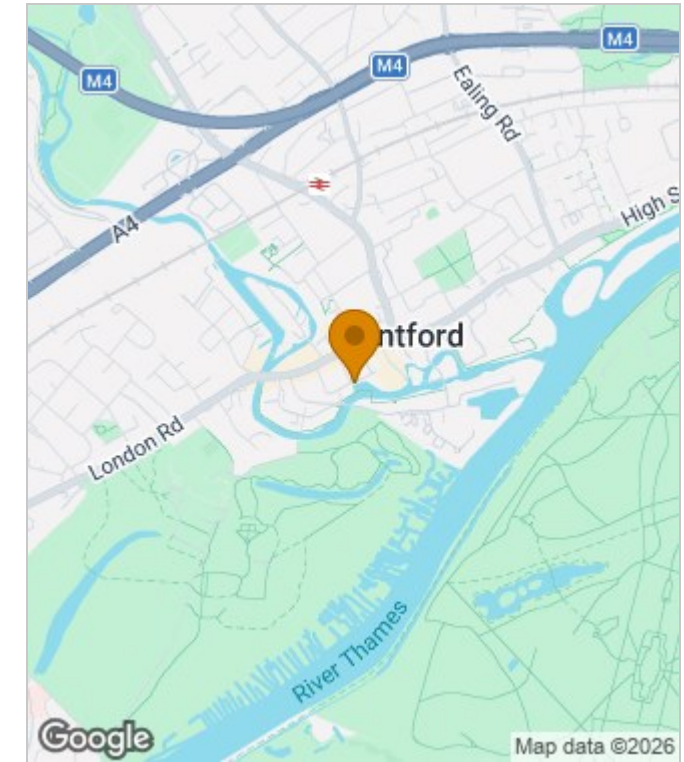 M4
M4
M4
Ealing Rd
High S
A4
ntford
London Rd
River Thames
Google
Map data ©2026